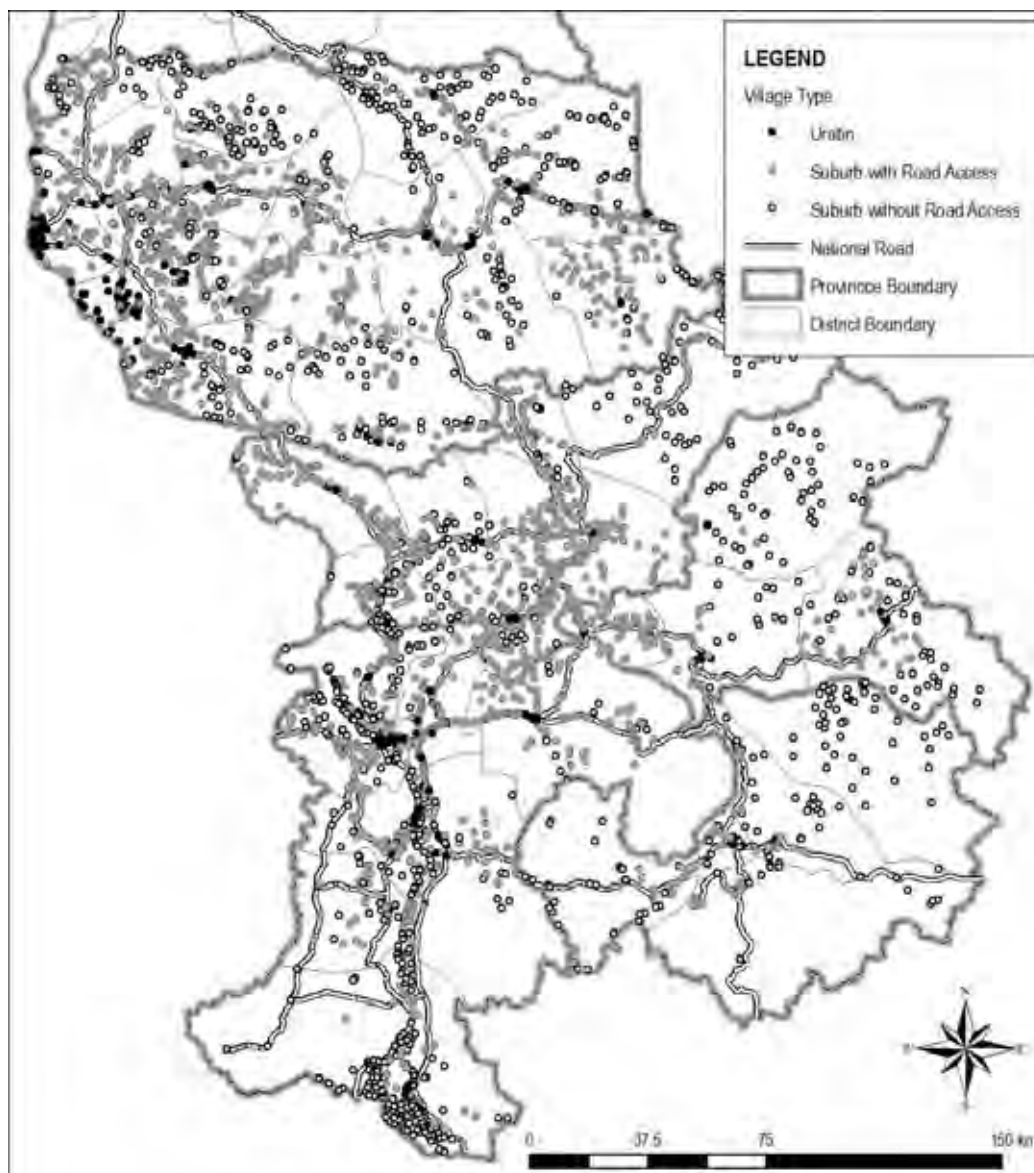 LEGEND
Village Type
Urabn
Suburb with Road Access
Suburb without Road Access
National Road
Province Boundary
District Boundary
N
0 37.5 75 150 km